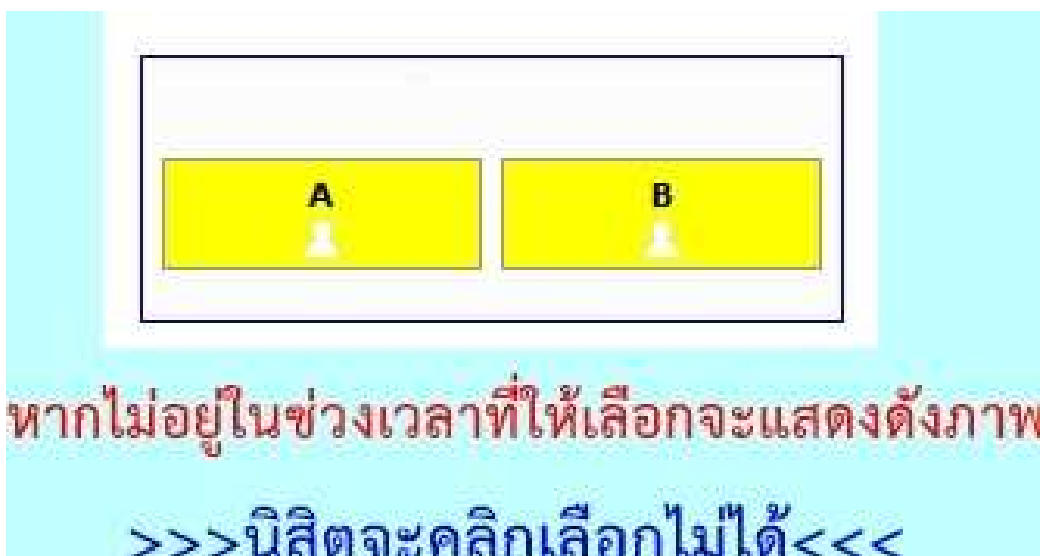 A B
หากไม่อยู่ในช่วงเวลาที่ให้เลือกจะแสดงดังภาพ
>>>นิสิตจะคลิกเลือกไม่ได้<<<